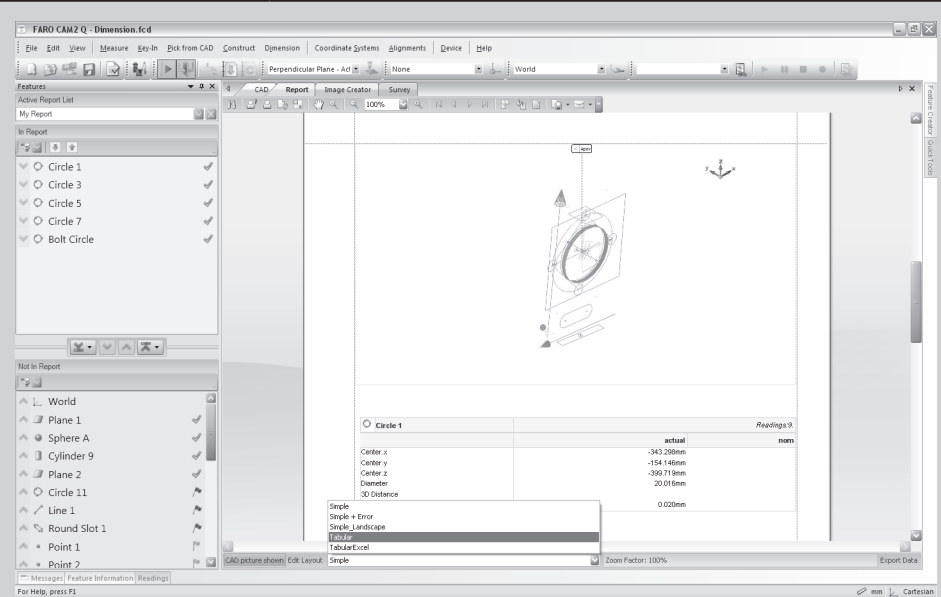 FARO CAM2 Q - Dimension.fcd
File Edit View Measure Key-In Pick from CAD Construct Dimension Coordinate Systems Alignments Device Help
Perpendicular Plane - Act None World
Features
Active Report List
My Report
In Report
Circle 1
Circle 3
Circle 5
Circle 7
Bolt Circle
Not In Report
World
Plane 1
Sphere A
Cylinder 9
Plane 2
Circle 11
Line 1
Round Slot 1
Point 1
Point 2
CAD Report Image Creator Survey
100%
Apex
z
y x
Circle 1 Readings:9.
actual nom
Center.x -343.298mm
Center.y -154.146mm
Center.z -399.719mm
Diameter 20.016mm
3D Distance
0.020mm
Simple
Simple + Error
Simple_Landscape
Tabular
TabularExcel
CAD picture shown Edit Layout Simple Zoom Factor: 100% Export Data
Feature Creator
QuickTools
Messages Feature Information Readings
For Help, press F1 mm Cartesian